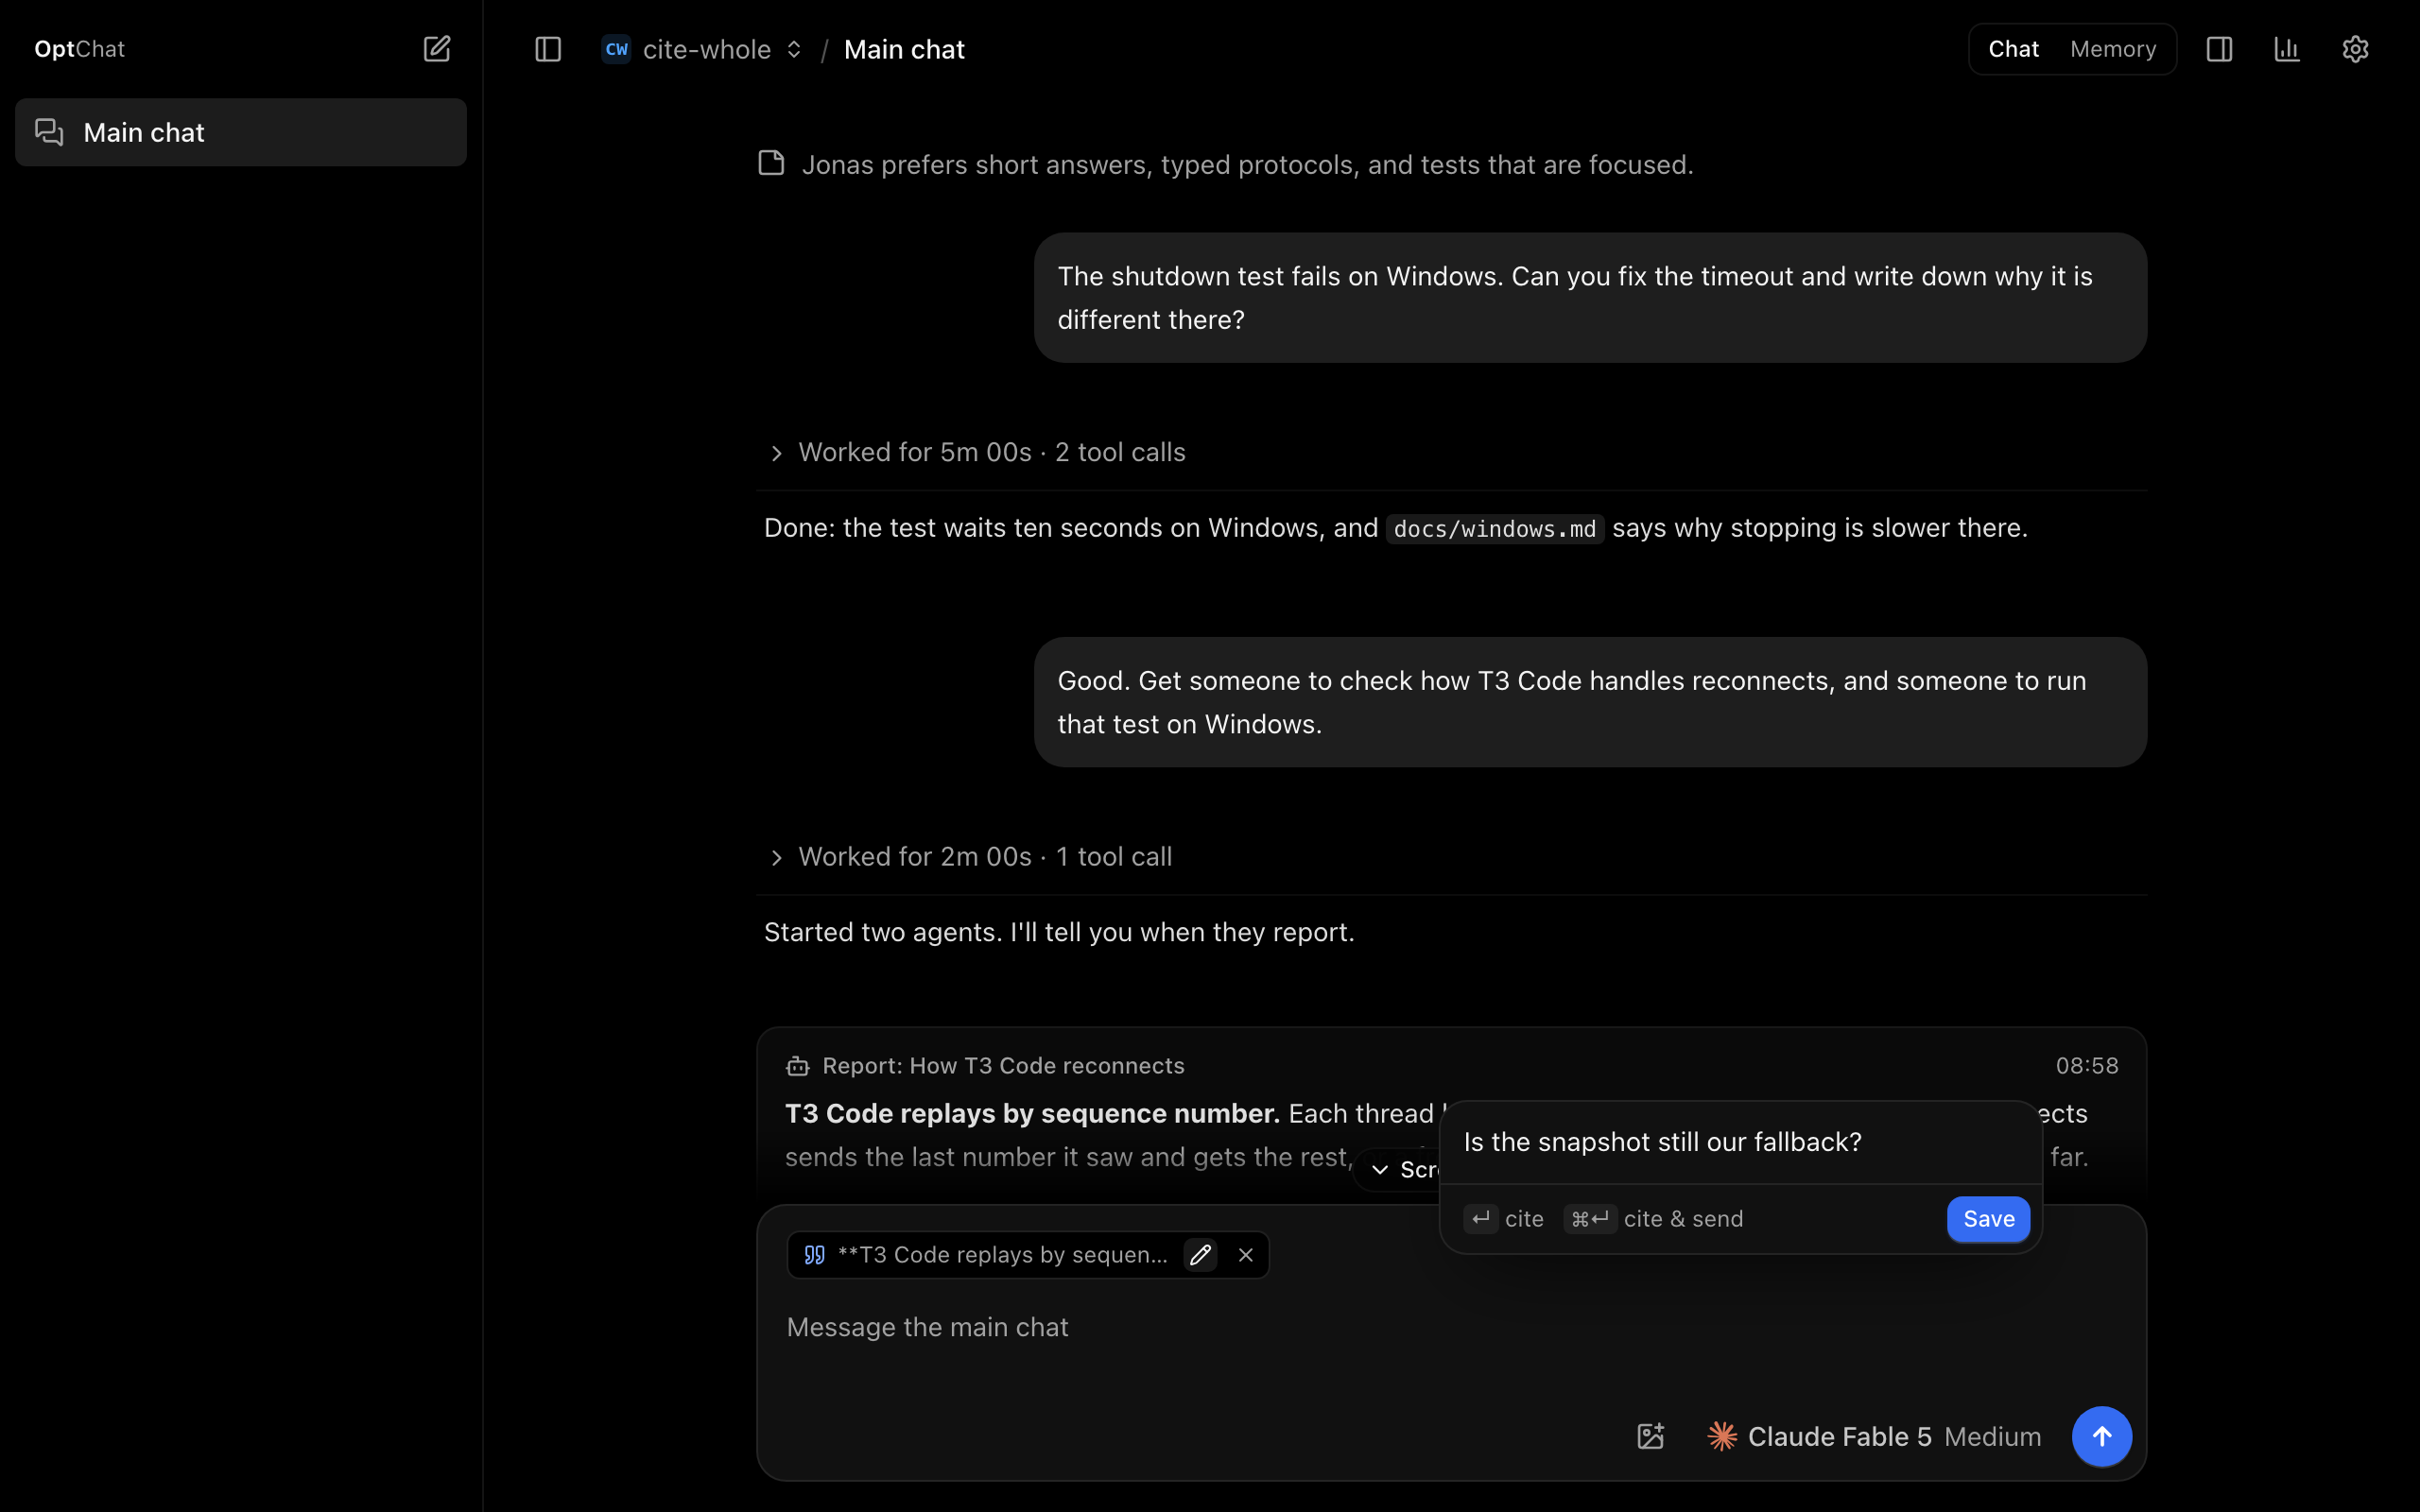 OptChat
CW cite-whole / Main chat
Chat Memory
Main chat
Jonas prefers short answers, typed protocols, and tests that are focused.
The shutdown test fails on Windows. Can you fix the timeout and write down why it is
different there?
Worked for 5m 00s · 2 tool calls
Done: the test waits ten seconds on Windows, and docs/windows.md says why stopping is slower there.
Good. Get someone to check how T3 Code handles reconnects, and someone to run
that test on Windows.
Worked for 2m 00s · 1 tool call
Started two agents. I'll tell you when they report.
Report: How T3 Code reconnects 08:58
T3 Code replays by sequence number. Each thread
sends the last number it saw and gets the rest, far.
Is the snapshot still our fallback?
cite ⌘↵ cite & send Save
**T3 Code replays by sequen...
Message the main chat
Claude Fable 5 Medium